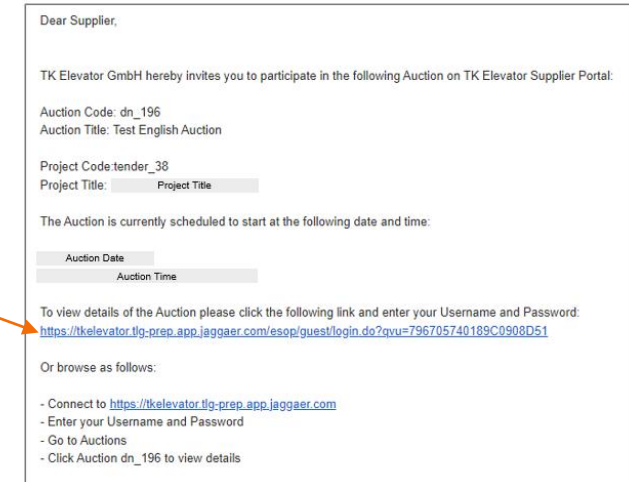 Dear Supplier,
TK Elevator GmbH hereby invites you to participate in the following Auction on TK Elevator Supplier Portal:
Auction Code: dn_196
Auction Title: Test English Auction
Project Code:tender_38
Project Title: Project Title
The Auction is currently scheduled to start at the following date and time:
Auction Date
Auction Time
To view details of the Auction please click the following link and enter your Username and Password:
https://tkelevator.tlg-prep.app.jaggaer.com/esop/guest/login.do?qvu=796705740189C0908D51
Or browse as follows:
- Connect to https://tkelevator.tlg-prep.app.jaggaer.com
- Enter your Username and Password
- Go to Auctions
- Click Auction dn_196 to view details